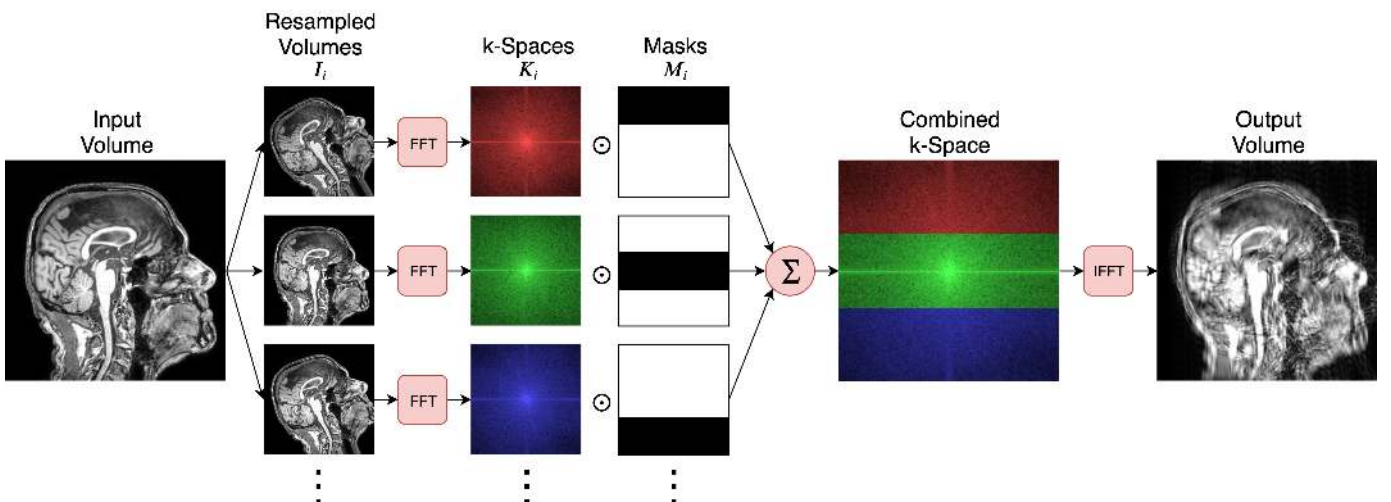 Resampled
Volumes
I_i
k-Spaces
K_i
Masks
M_i
Input
Volume
FFT
⊙
Combined
k-Space
Output
Volume
FFT
⊙
Σ
IFFT
FFT
⊙